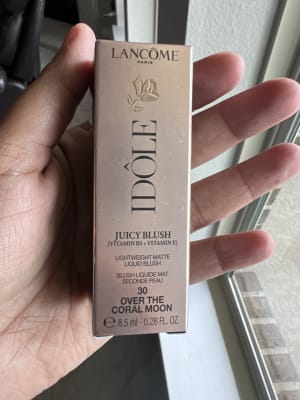 LANCÔME
PARIS
IDÔLE
JUICY BLUSH
[VITAMIN B3 + VITAMIN E]
LIGHTWEIGHT MATTE
LIQUID BLUSH
BLUSH LIQUIDE MAT
SECONDE PEAU
30
OVER THE
CORAL MOON
℮ 8.5 ml - 0.28 FL. OZ.